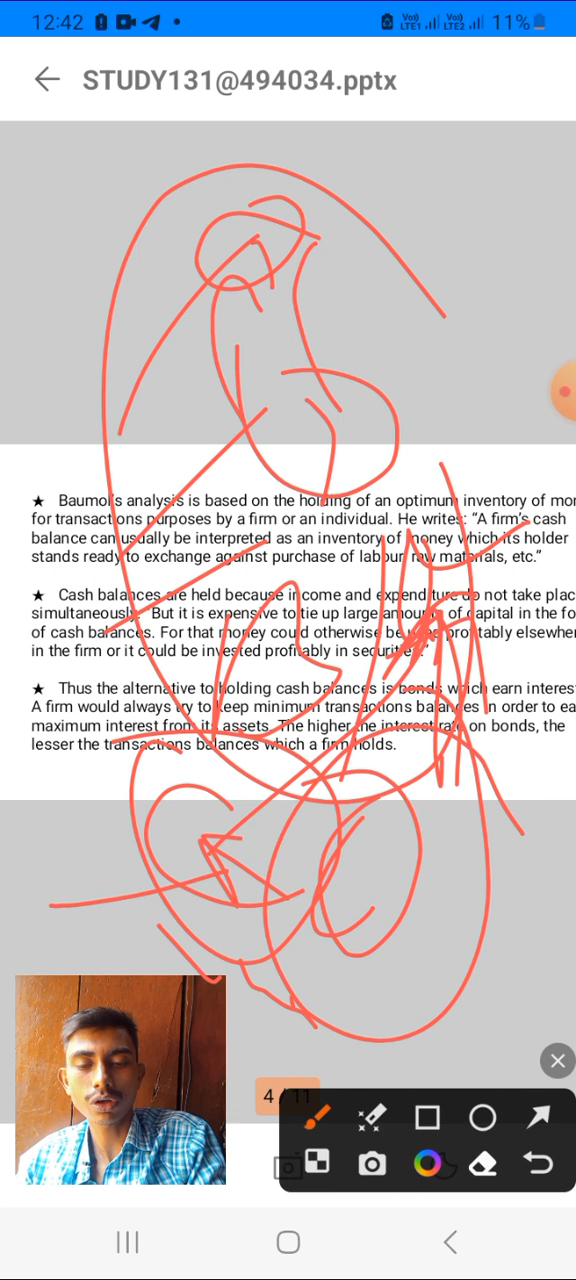 12:42 11%
STUDY131@494034.pptx
★ Baumol's analysis is based on the holding of an optimum inventory of mon
for transactions purposes by a firm or an individual. He writes: “A firm’s cash
balance can usually be interpreted as an inventory of money which its holder
stands ready to exchange against purchase of labour, raw materials, etc.”
★ Cash balances are held because income and expenditure do not take plac
simultaneously. “But it is expensive to tie up large amounts of capital in the fo
of cash balances. For that money could otherwise be used profitably elsewhe
in the firm or it could be invested profitably in securities.”
★ Thus the alternative to holding cash balances is bonds which earn interes
A firm would always try to keep minimum transactions balances in order to ea
maximum interest from its assets. The higher the interest rate on bonds, the
lesser the transactions balances which a firm holds.
4 / 11